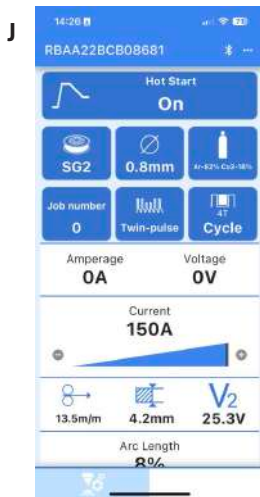 J
14:26
RBAA22BCB08681
Hot Start
On
SG2 0.8mm Ar-82% Co2-18%
Job number
0 Twin-pulse 4T Cycle
Amperage Voltage
0A 0V
Current
150A
13.5m/m 4.2mm V2 25.3V
Arc Length
8%